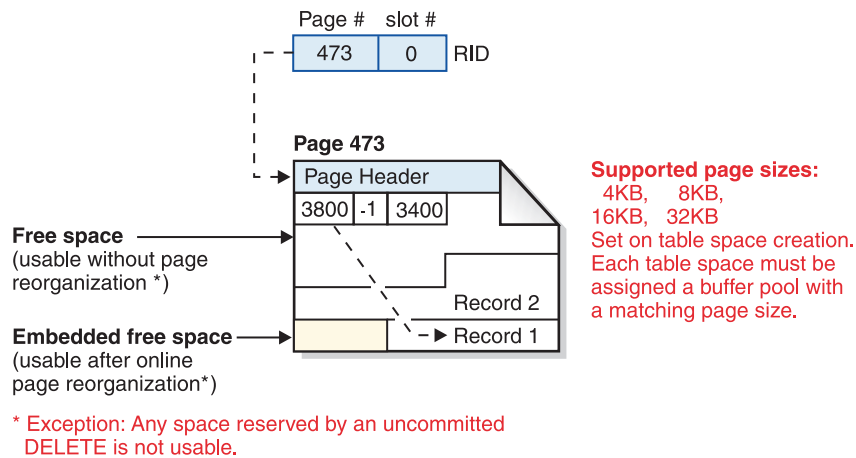 Page # slot #
473 0 RID
Page 473
Page Header
3800 -1 3400
Supported page sizes:
4KB, 8KB,
16KB, 32KB
Set on table space creation.
Each table space must be
assigned a buffer pool with
a matching page size.
Free space
(usable without page
reorganization *)
Record 2
Embedded free space
(usable after online
page reorganization*)
Record 1
* Exception: Any space reserved by an uncommitted
DELETE is not usable.